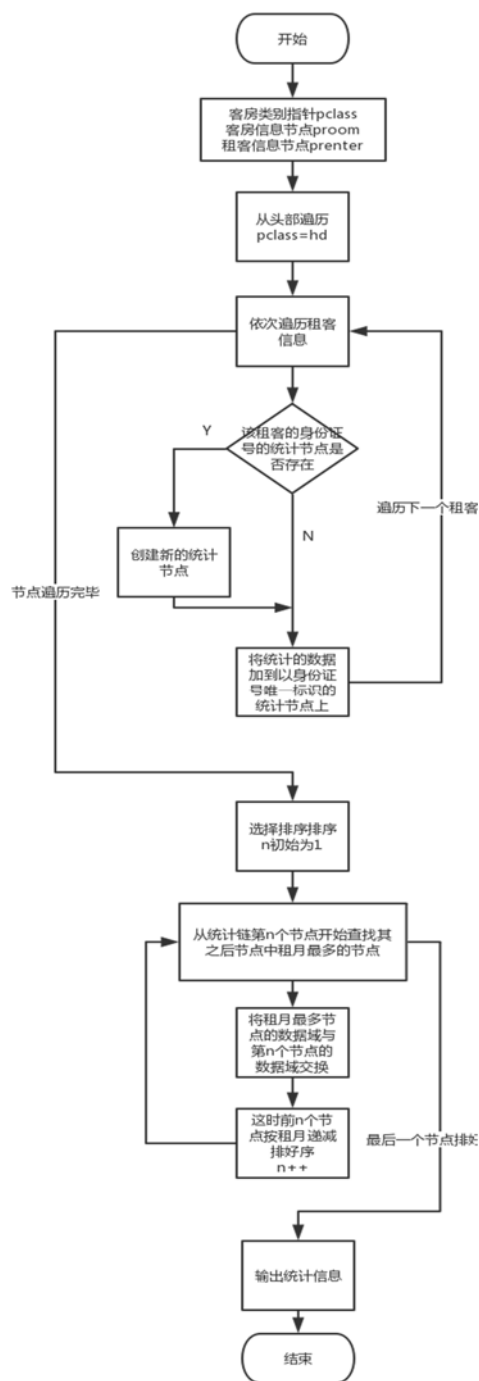 开始
客房类别指针pclass
客房信息节点proom
租客信息节点prenter
从头部遍历
pclass=hd
依次遍历租客
信息
该租客的身份证
号的统计节点是
否存在
Y
N
遍历下一个租客
创建新的统计
节点
节点遍历完毕
将统计的数据
加到以身份证
号唯一标识的
统计节点上
选择排序排序
n初始为1
从统计链第n个节点开始查找其
之后节点中租月最多的节点
将租月最多节
点的数据域与
第n个节点的
数据域交换
这时前n个节
点按租月递减
排好序
n++
最后一个节点排好
输出统计信息
结束